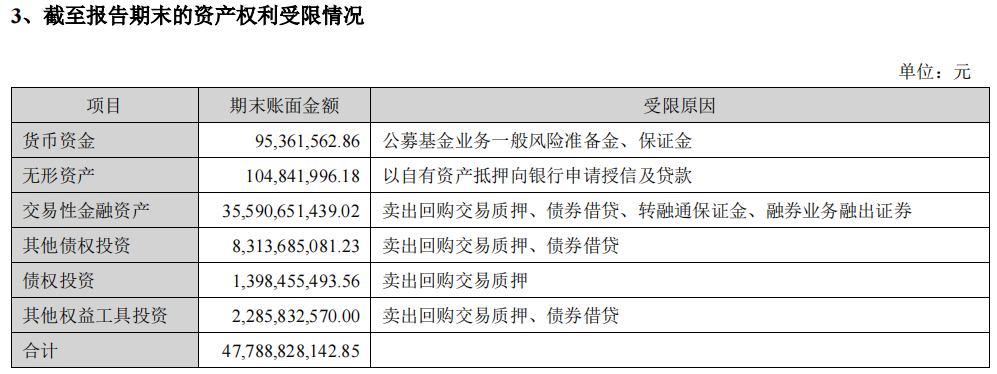 3、截至报告期末的资产权利受限情况
单位：元
项目 期末账面金额 受限原因
货币资金 95,361,562.86 公募基金业务一般风险准备金、保证金
无形资产 104,841,996.18 以自有资产抵押向银行申请授信及贷款
交易性金融资产 35,590,651,439.02 卖出回购交易质押、债券借贷、转融通保证金、融券业务融出证券
其他债权投资 8,313,685,081.23 卖出回购交易质押、债券借贷
债权投资 1,398,455,493.56 卖出回购交易质押
其他权益工具投资 2,285,832,570.00 卖出回购交易质押、债券借贷
合计 47,788,828,142.85